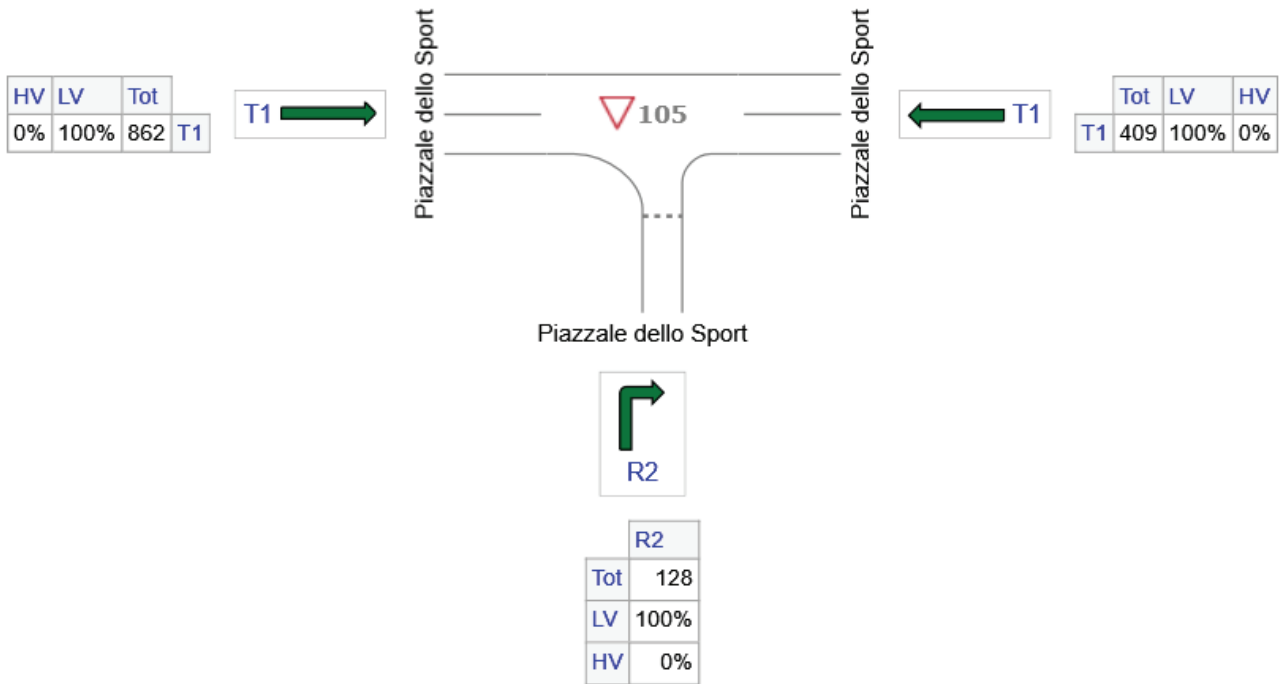 Piazzale dello Sport
Piazzale dello Sport
HV LV Tot
0% 100% 862 T1
T1
105
T1
Tot LV HV
T1 409 100% 0%
Piazzale dello Sport
R2
R2
Tot 128
LV 100%
HV 0%